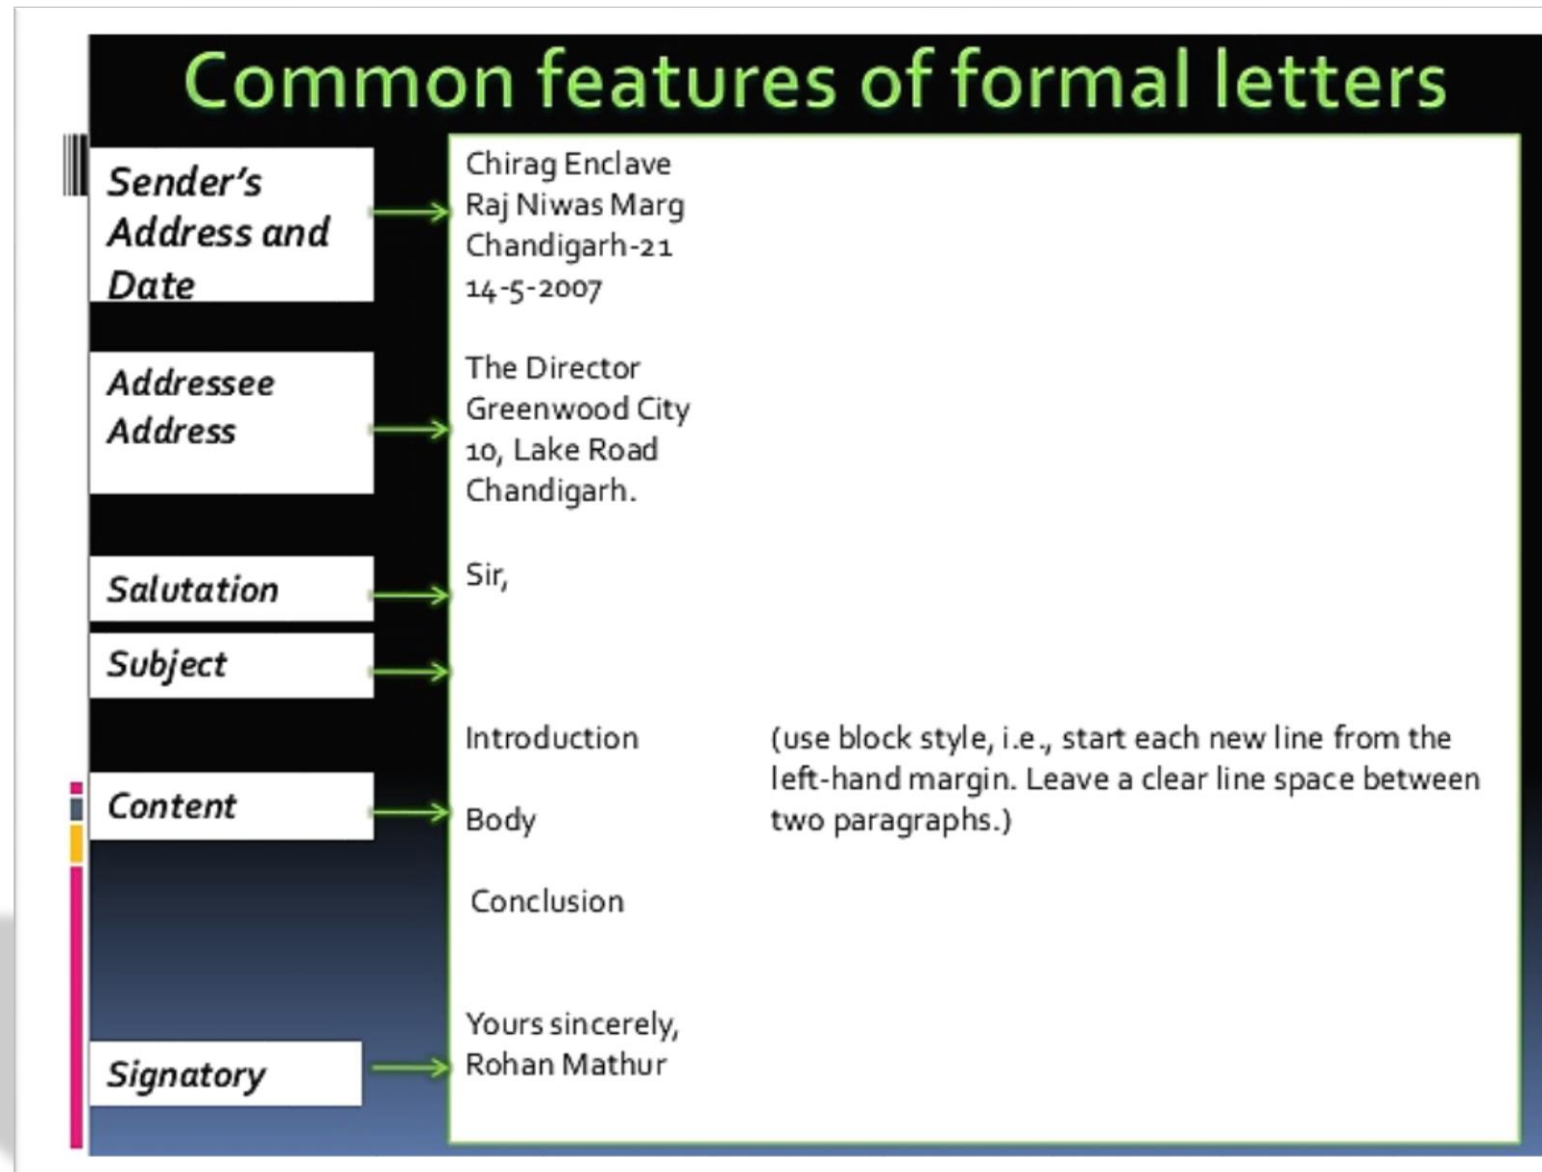 Common features of formal letters
Sender's
Address and
Date
Chirag Enclave
Raj Niwas Marg
Chandigarh-21
14-5-2007
Addressee
Address
The Director
Greenwood City
10, Lake Road
Chandigarh.
Salutation
Sir,
Subject
Content
Introduction
Body
Conclusion
(use block style, i.e., start each new line from the
left-hand margin. Leave a clear line space between
two paragraphs.)
Signatory
Yours sincerely,
Rohan Mathur